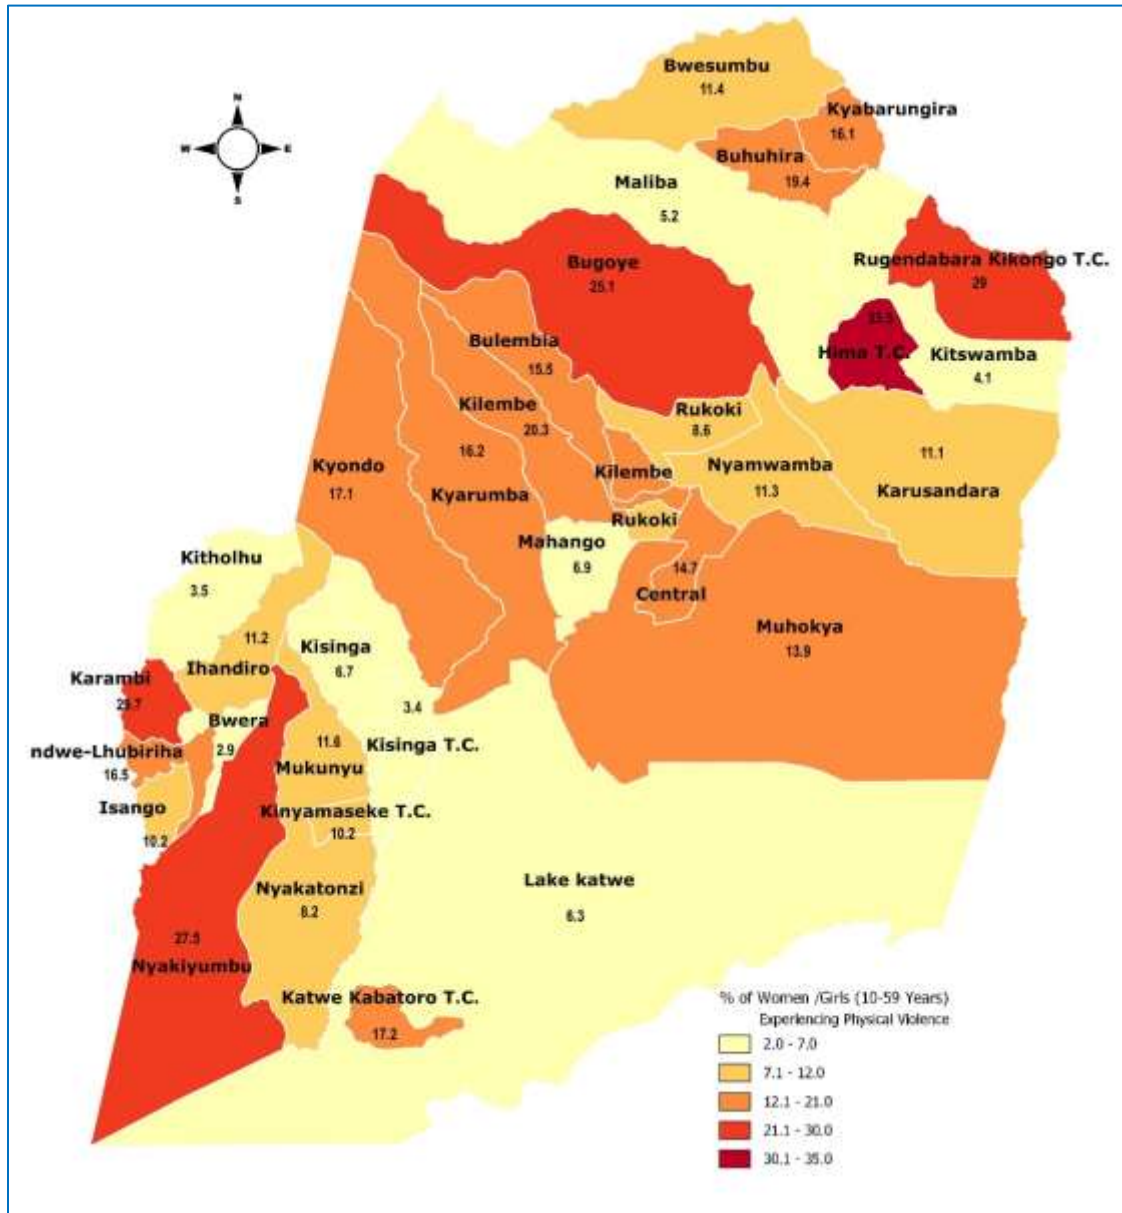 Bwesumbu
11.4
Kyabarungira
16.1
Buhuhira
19.4
Maliba
5.2
N
W E
S
Bugoye
25.1
Rugendabara Kikongo T.C.
29
Hima T.C.
Kitswamba
4.1
Bulembia
15.5
Kilembe
20.3
Rukoki
8.6
16.2
Kyondo
17.1
Kyarumba
Kilembe
Nyamwamba
11.3
11.1
Karusandara
Rukoki
Mahango
6.9
14.7
Central
Kitholhu
3.5
11.2
Ihandiro
Kisinga
6.7
3.4
Muhokya
13.9
Karambi
Bwera
2.9
Kisinga T.C.
11.6
Mukunyu
ndwe-Lhubiriha
16.5
Isango
10.2
Kinyamaseke T.C.
10.2
Nyakatonzi
8.2
Lake katwe
6.3
27.5
Nyakiyumbu
Katwe Kabatoro T.C.
17.2
% of Women /Girls (10-59 Years)
Experiencing Physical Violence
2.0 - 7.0
7.1 - 12.0
12.1 - 21.0
21.1 - 30.0
30.1 - 35.0